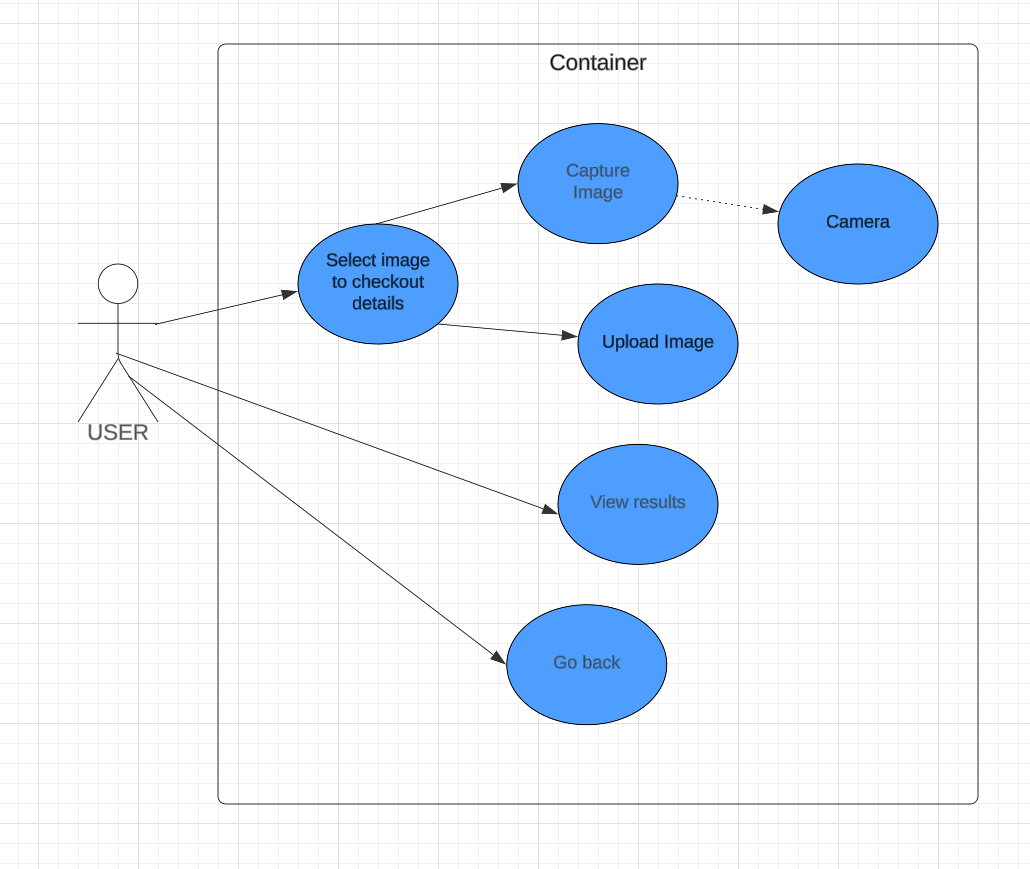 Container
Capture
Image
Camera
Select image
to checkout
details
Upload Image
USER
View results
Go back